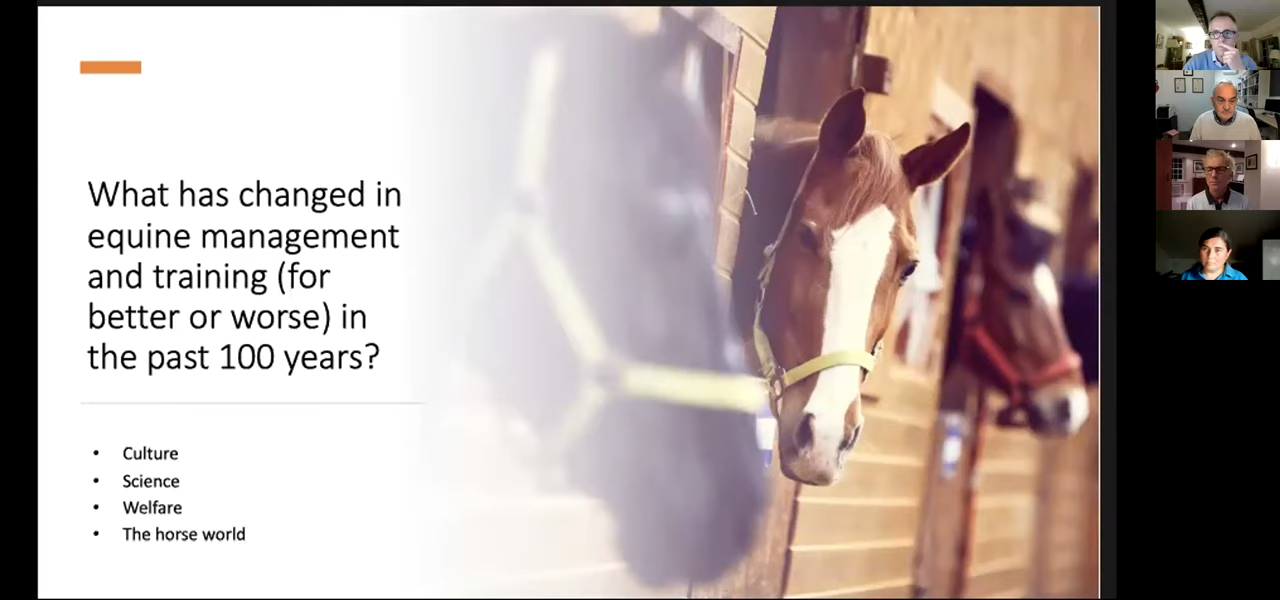 What has changed in
equine management
and training (for
better or worse) in
the past 100 years?
• Culture
• Science
• Welfare
• The horse world